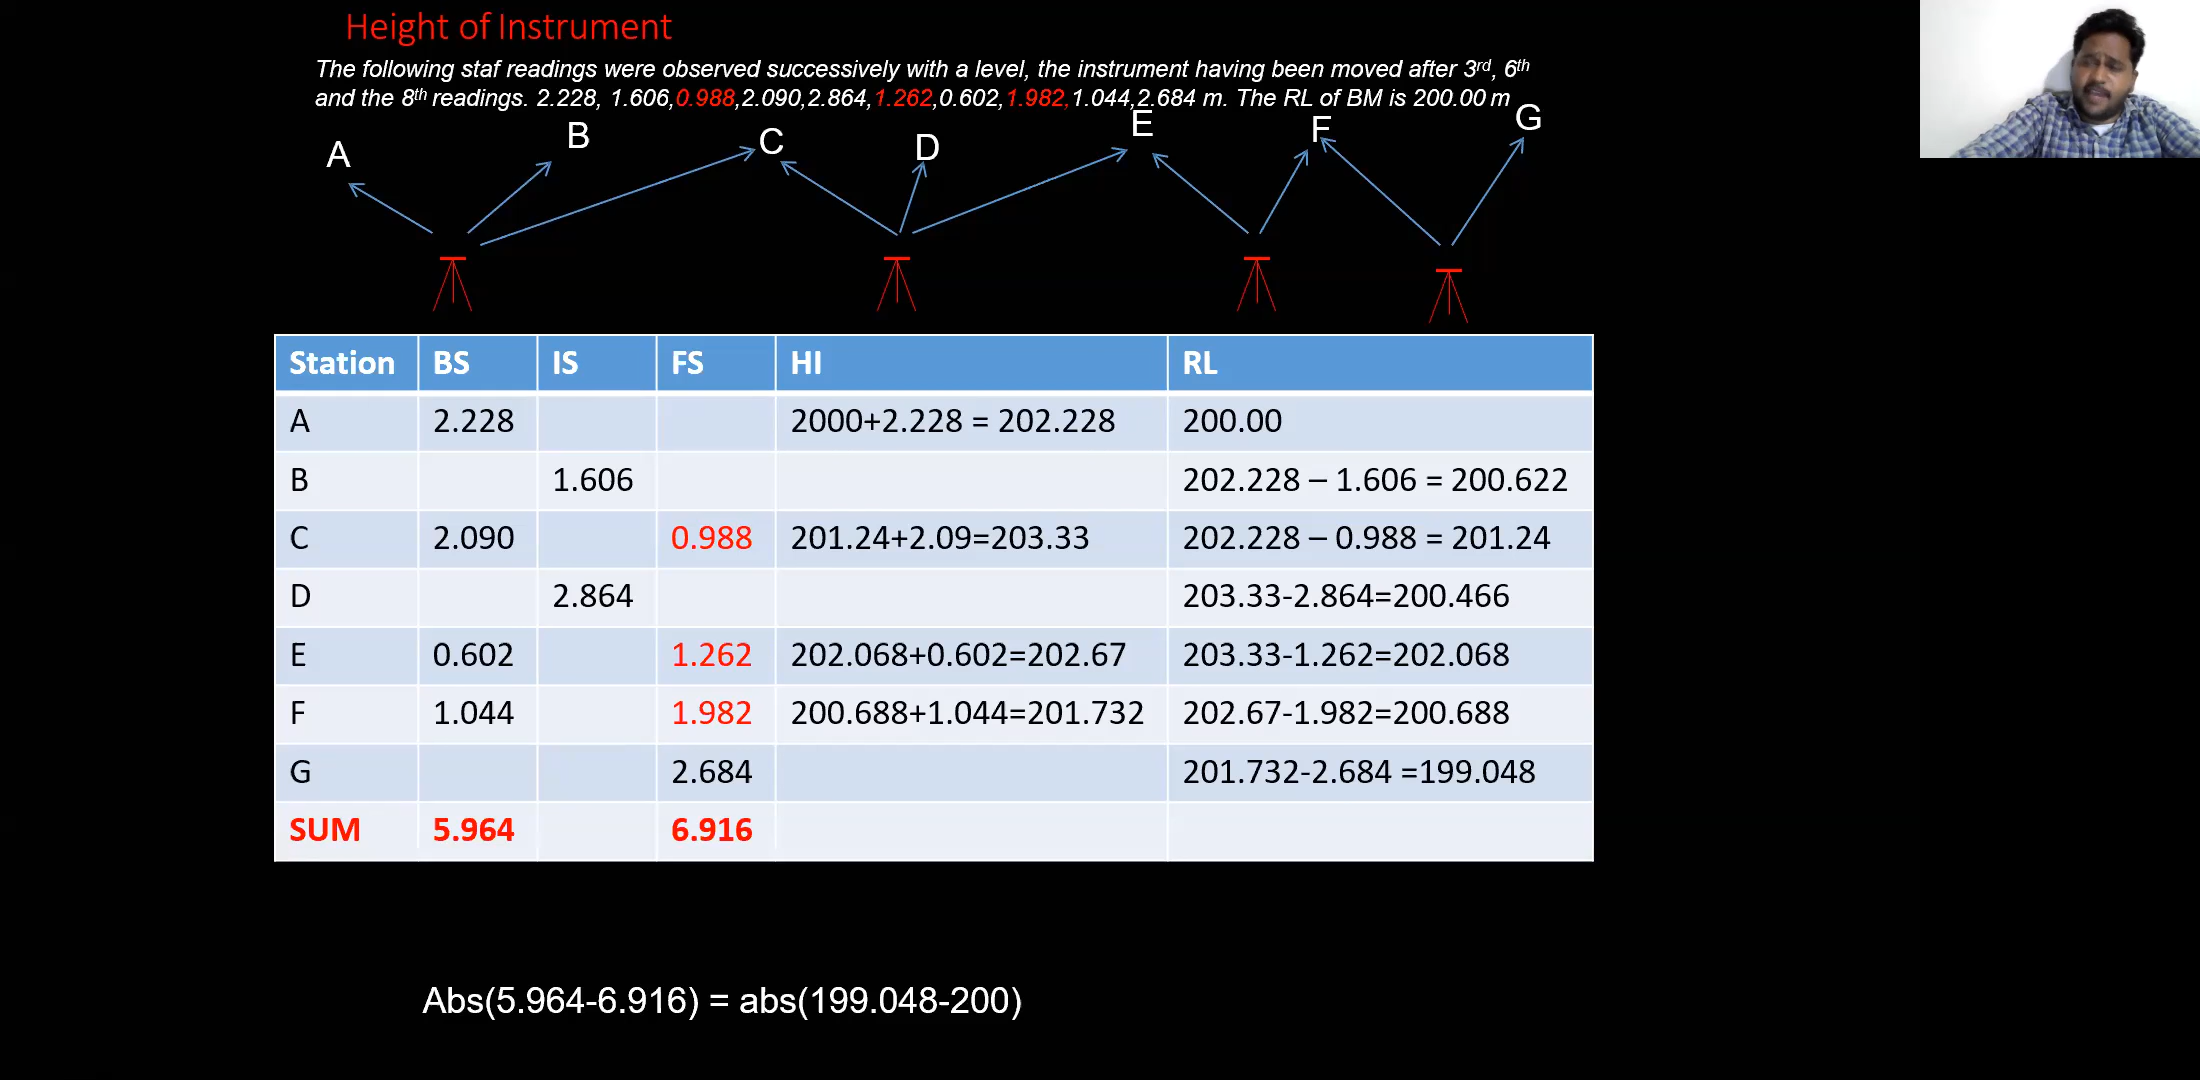 Height of Instrument
The following staf readings were observed successively with a level, the instrument having been moved after 3rd, 6th
and the 8th readings. 2.228, 1.606,0.988,2.090,2.864,1.262,0.602,1.982,1.044,2.684 m. The RL of BM is 200.00 m
A B C D E F G
Station BS IS FS HI RL
A 2.228 2000+2.228 = 202.228 200.00
B 1.606 202.228 – 1.606 = 200.622
C 2.090 0.988 201.24+2.09=203.33 202.228 – 0.988 = 201.24
D 2.864 203.33-2.864=200.466
E 0.602 1.262 202.068+0.602=202.67 203.33-1.262=202.068
F 1.044 1.982 200.688+1.044=201.732 202.67-1.982=200.688
G 2.684 201.732-2.684 =199.048
SUM 5.964 6.916
Abs(5.964-6.916) = abs(199.048-200)